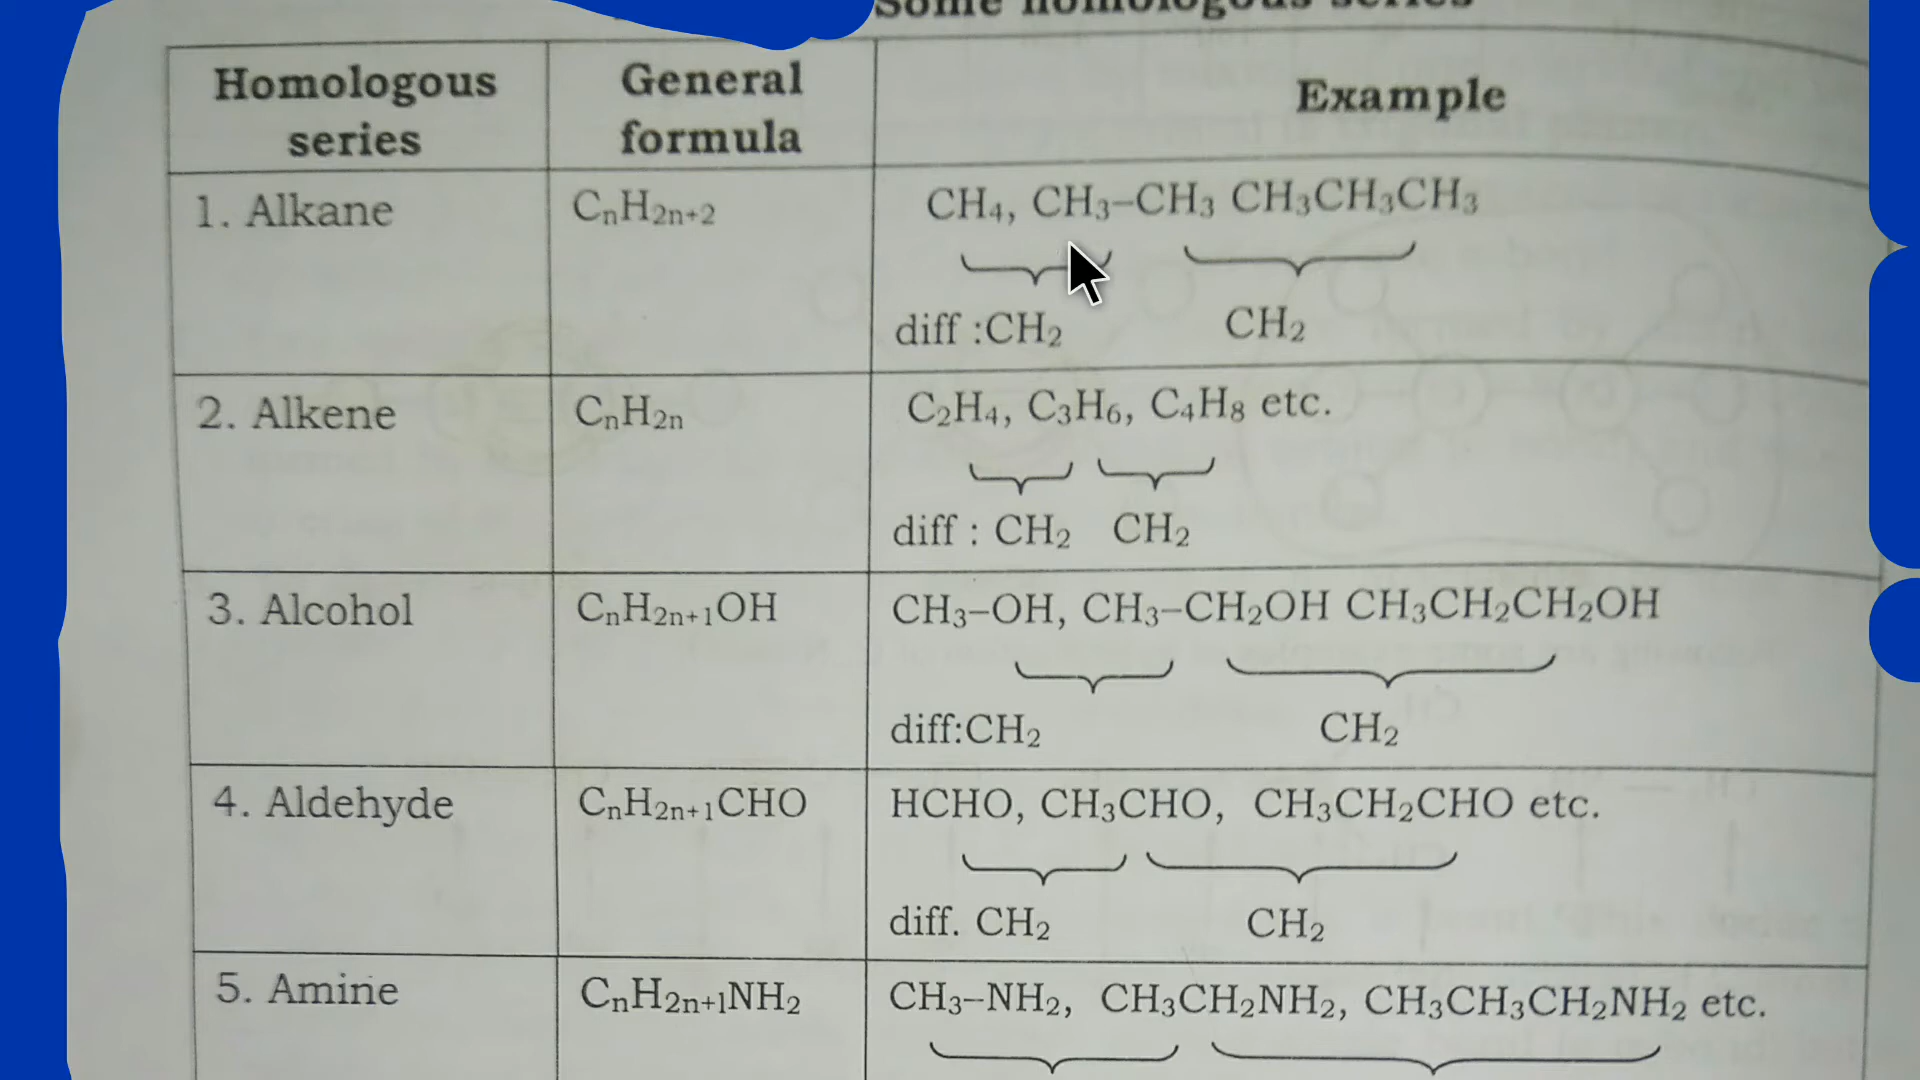 Some homologous series
Homologous series
General formula
Example
1. Alkane
CₙH₂ₙ₊₂
CH₄, CH₃–CH₃ CH₃CH₃CH₃
diff :CH₂ CH₂
2. Alkene
CₙH₂ₙ
C₂H₄, C₃H₆, C₄H₈ etc.
diff : CH₂ CH₂
3. Alcohol
CₙH₂ₙ₊₁OH
CH₃–OH, CH₃–CH₂OH CH₃CH₂CH₂OH
diff:CH₂ CH₂
4. Aldehyde
CₙH₂ₙ₊₁CHO
HCHO, CH₃CHO, CH₃CH₂CHO etc.
diff. CH₂ CH₂
5. Amine
CₙH₂ₙ₊₁NH₂
CH₃–NH₂, CH₃CH₂NH₂, CH₃CH₃CH₂NH₂ etc.